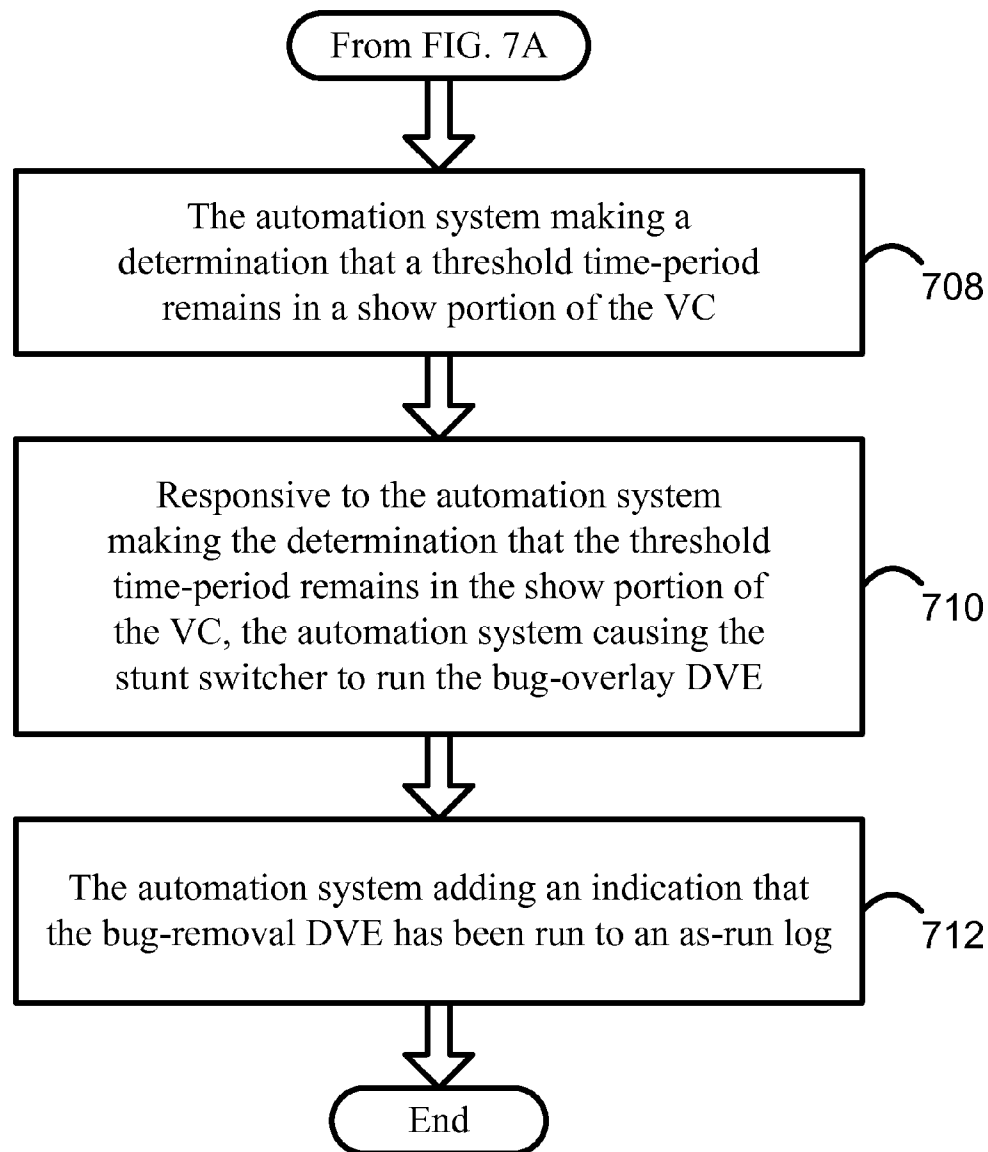 From FIG. 7A
The automation system making a
determination that a threshold time-period
remains in a show portion of the VC
708
Responsive to the automation system
making the determination that the threshold
time-period remains in the show portion of
the VC, the automation system causing the
stunt switcher to run the bug-overlay DVE
710
The automation system adding an indication that
the bug-removal DVE has been run to an as-run log
712
End